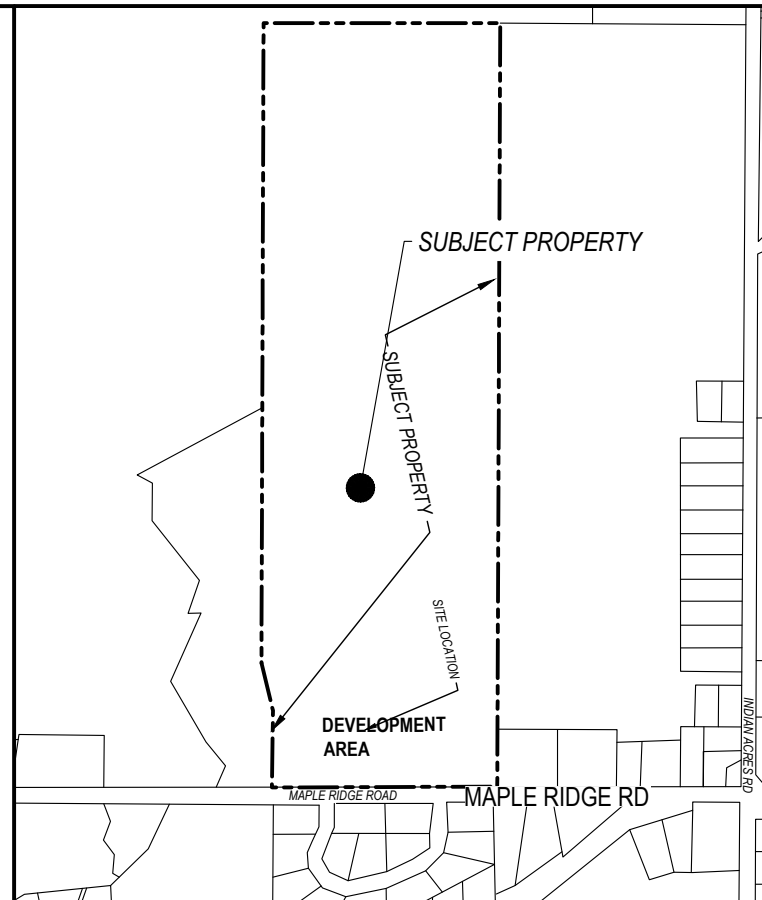 SUBJECT PROPERTY
SUBJECT PROPERTY
SITE LOCATION
DEVELOPMENT
AREA
INDIAN ACRES RD
MAPLE RIDGE ROAD
MAPLE RIDGE RD